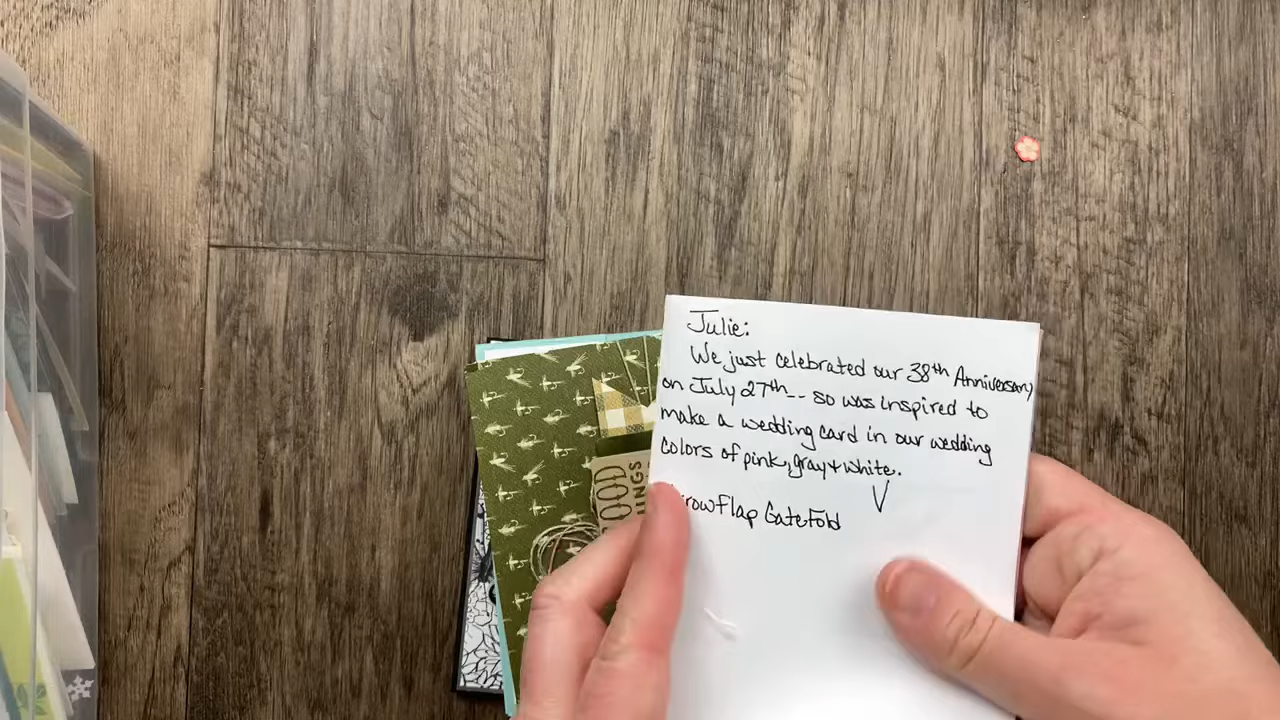 Julie:
We just celebrated our 38th Anniversary
on July 27th -- so was inspired to
make a wedding card in our wedding
colors of pink, gray & white.
V
Flap GateFold